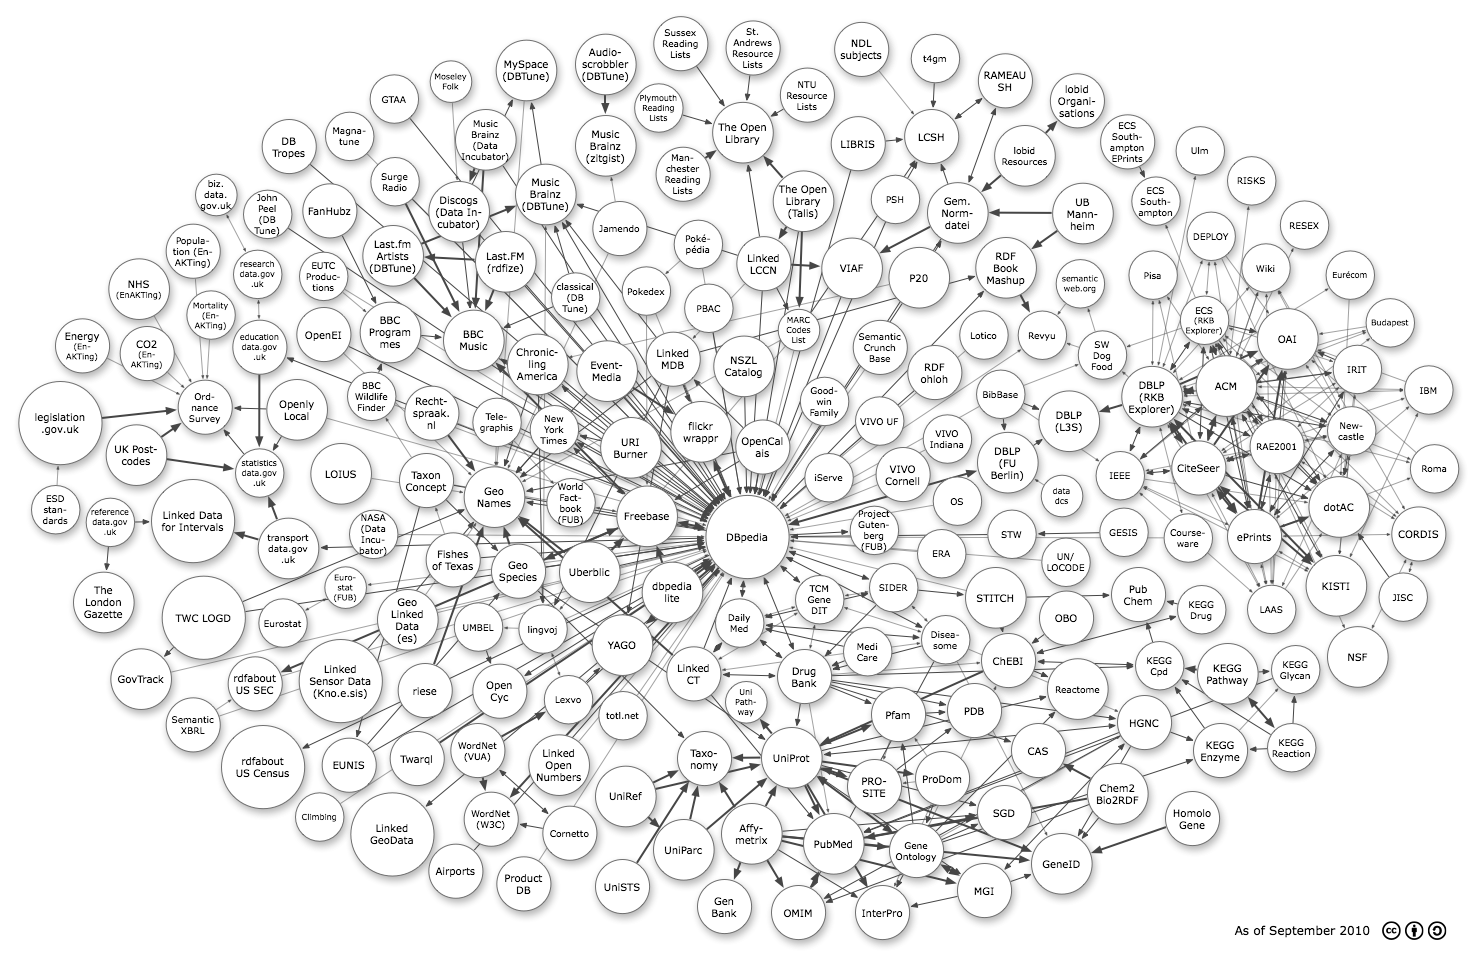 Sussex
Reading
Lists
St.
Andrews
Resource
Lists
NDL
subjects
t4gm
RAMEAU
SH
MySpace
(DBTune)
Audio-
scrobbler
(DBTune)
Moseley
Folk
GTAA
Plymouth
Reading
Lists
NTU
Resource
Lists
lobid
Organi-
sations
The Open
Library
LCSH
LIBRIS
Magna-
tune
DB
Tropes
Music
Brainz
(Data
Incubator)
Music
Brainz
(zitgist)
Man-
chester
Reading
Lists
lobid
Resources
ECS
South-
ampton
EPrints
Ulm
RISKS
biz.
data.
gov.uk
John
Peel
(DB
Tune)
FanHubz
Surge
Radio
Discogs
(Data In-
cubator)
Music
Brainz
(DBTune)
The Open
Library
(Talis)
PSH
Gem.
Norm-
datei
UB
Mann-
heim
ECS
South-
ampton
RESEX
Popula-
tion (En-
AKTing)
research
data.gov
.uk
EUTC
Produc-
tions
Last.fm
Artists
(DBTune)
Last.FM
(rdfize)
Jamendo
Poké-
pédia
Linked
LCCN
VIAF
P20
RDF
Book
Mashup
semantic
web.org
Pisa
DEPLOY
Wiki
Eurécom
NHS
(EnAKTing)
Mortality
(En-
AKTing)
classical
(DB
Tune)
Pokedex
PBAC
MARC
Codes
List
Semantic
Crunch
Base
Lotico
Revyu
SW
Dog
Food
ECS
(RKB
Explorer)
OAI
Budapest
Energy
(En-
AKTing)
CO2
(En-
AKTing)
education
data.gov
.uk
OpenEI
BBC
Program
mes
BBC
Music
Chronic-
ling
America
Event-
Media
Linked
MDB
NSZL
Catalog
RDF
ohloh
BibBase
DBLP
(RKB
Explorer)
ACM
IRIT
IBM
legislation
.gov.uk
Ord-
nance
Survey
Openly
Local
BBC
Wildlife
Finder
Recht-
spraak.
nl
Tele-
graphis
New
York
Times
URI
Burner
flickr
wrappr
OpenCal
ais
Good-
win
Family
VIVO UF
VIVO
Indiana
DBLP
(L3S)
RAE2001
New-
castle
UK Post-
codes
statistics
data.gov
.uk
LOIUS
Taxon
Concept
Geo
Names
World
Fact-
book
(FUB)
Freebase
iServe
VIVO
Cornell
DBLP
(FU
Berlin)
IEEE
CiteSeer
Roma
ESD
stan-
dards
reference
data.gov
.uk
Linked Data
for Intervals
transport
data.gov
.uk
NASA
(Data
Incu-
bator)
Fishes
of Texas
Geo
Species
Uberblic
DBpedia
Project
Guten-
berg
(FUB)
OS
data
dcs
STW
GESIS
Course-
ware
ePrints
dotAC
CORDIS
The
London
Gazette
TWC LOGD
Eurostat
Euro-
stat
(FUB)
Geo
Linked
Data
(es)
UMBEL
lingvoj
dbpedia
lite
YAGO
Daily
Med
TCM
Gene
DIT
SIDER
ERA
UN/
LOCODE
STITCH
Pub
Chem
KEGG
Drug
LAAS
KISTI
JISC
NSF
GovTrack
rdfabout
US SEC
Linked
Sensor Data
(Kno.e.sis)
riese
Open
Cyc
Lexvo
totl.net
Linked
CT
Uni
Path-
way
Drug
Bank
Medi
Care
Disea-
some
ChEBI
OBO
Reactome
KEGG
Cpd
KEGG
Pathway
KEGG
Glycan
Semantic
XBRL
rdfabout
US Census
EUNIS
Twarql
WordNet
(VUA)
Linked
Open
Numbers
Taxo-
nomy
UniProt
Pfam
PDB
CAS
HGNC
KEGG
Enzyme
KEGG
Reaction
Climbing
Linked
GeoData
WordNet
(W3C)
Cornetto
UniRef
PRO-
SITE
ProDom
SGD
Chem2
Bio2RDF
Homolo
Gene
Airports
Product
DB
UniSTS
UniParc
Affy-
metrix
PubMed
Gene
Ontology
GeneID
Gen
Bank
OMIM
InterPro
MGI
As of September 2010